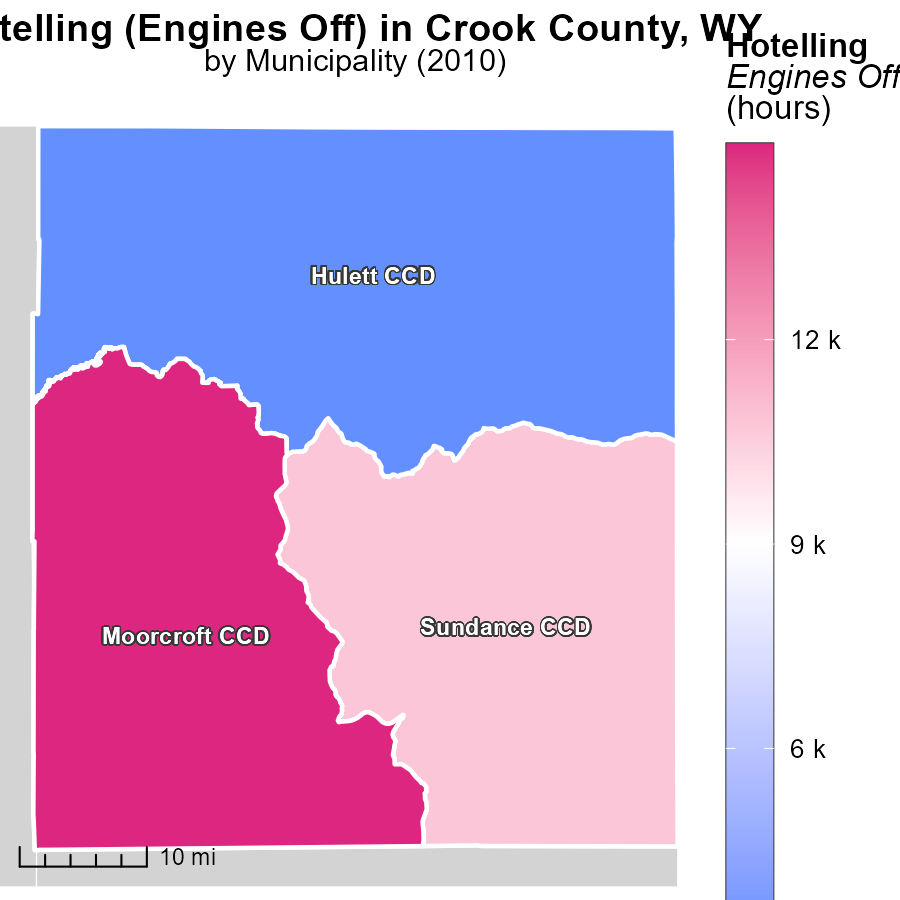 telling (Engines Off) in Crook County, WY
by Municipality (2010)
Hotelling
Engines Off
(hours)
12 k
9 k
6 k
Hulett CCD
Moorcroft CCD
Sundance CCD
10 mi